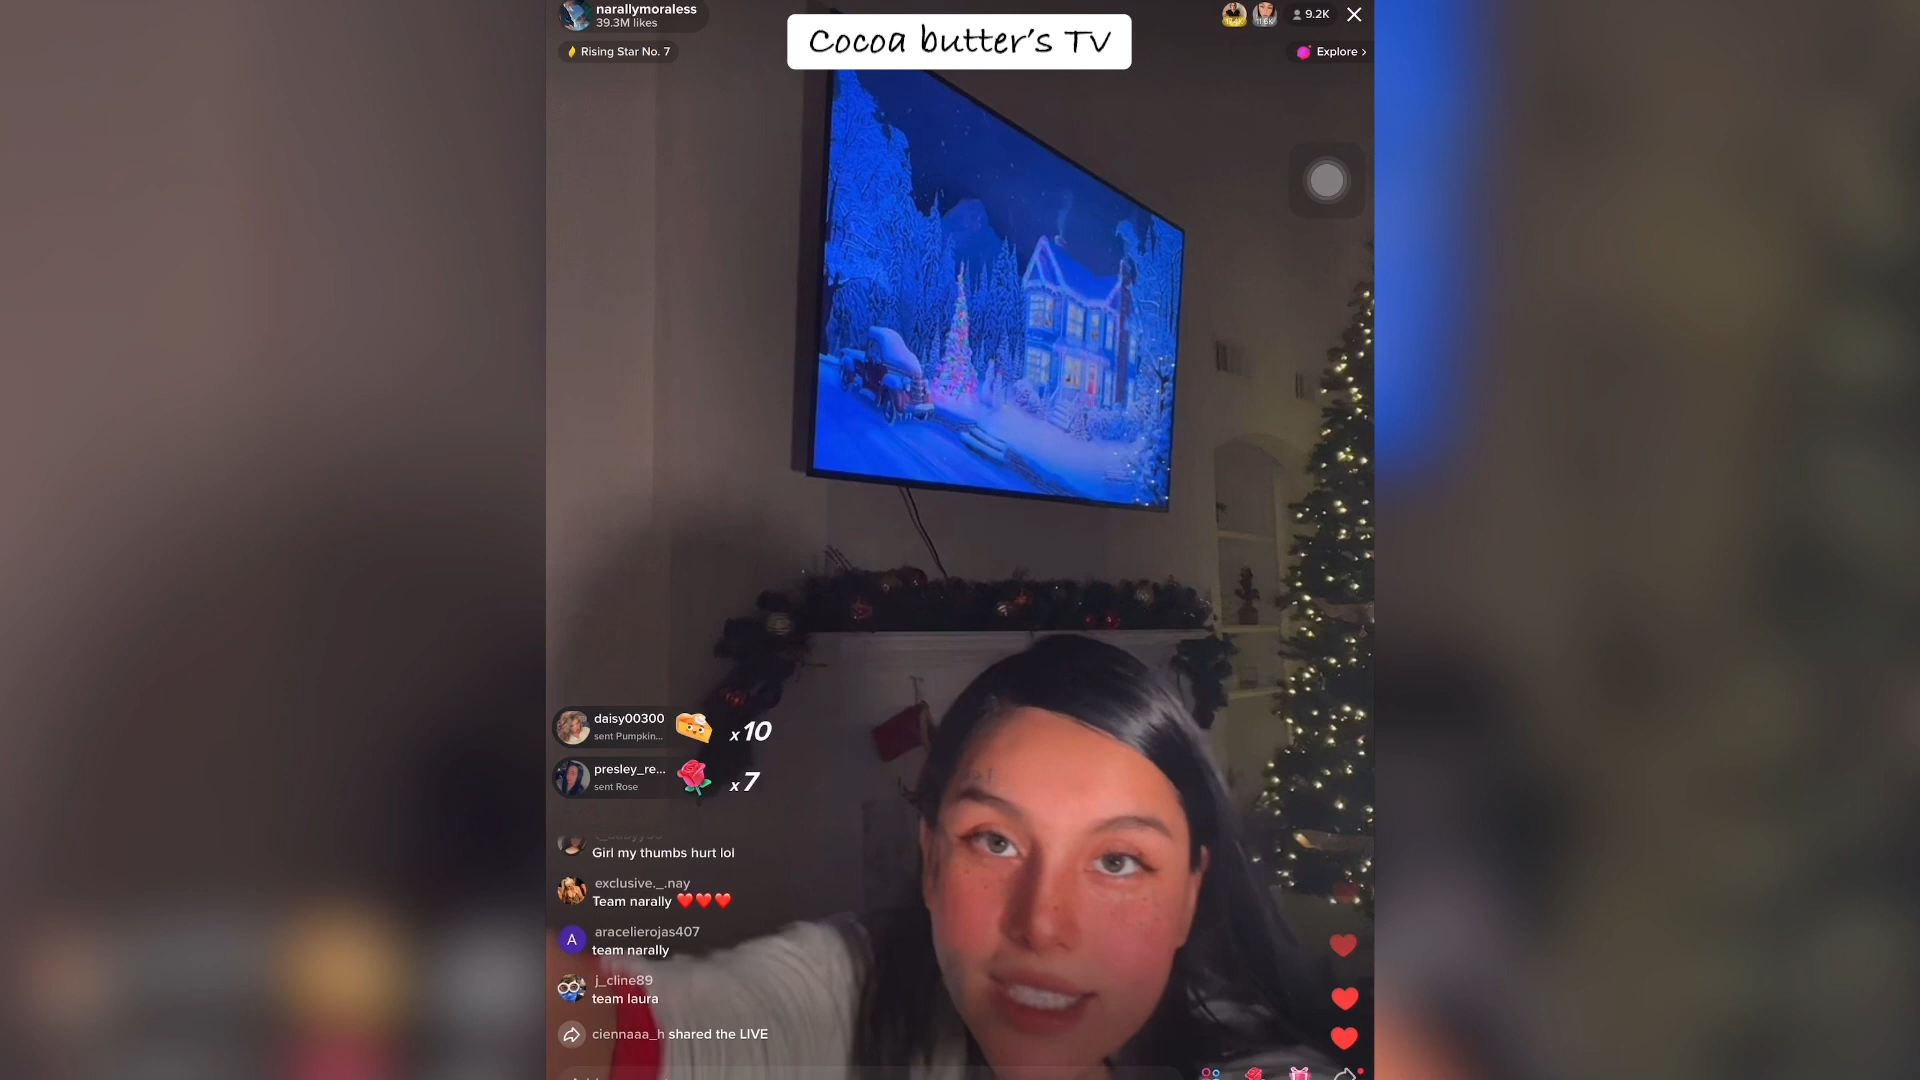 narallymoraless
39.3M likes
Rising Star No. 7
Cocoa butter's TV
9.2K
Explore >
daisy00300
sent Pumpkin...
x10
presley_re...
sent Rose
x7
Girl my thumbs hurt lol
exclusive._.nay
Team narally ❤️❤️❤️
A
aracelierojas407
team narally
j_cline89
team laura
ciennaaa_h shared the LIVE